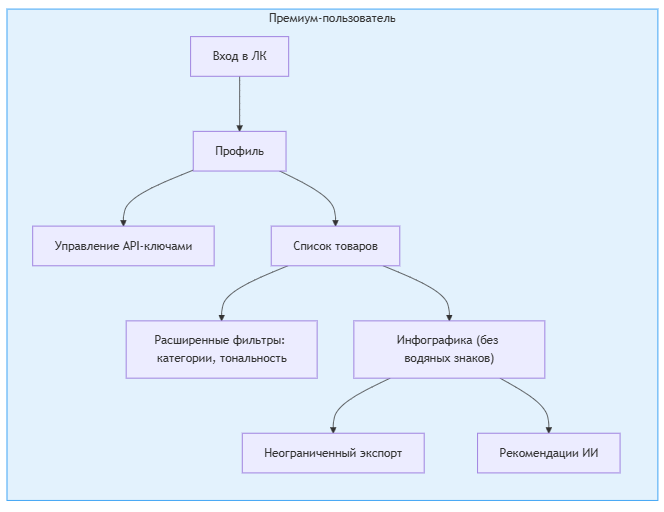 Премиум-пользователь
Вход в ЛК
Профиль
Управление API-ключами
Список товаров
Расширенные фильтры:
категории, тональность
Инфографика (без
водяных знаков)
Неограниченный экспорт
Рекомендации ИИ